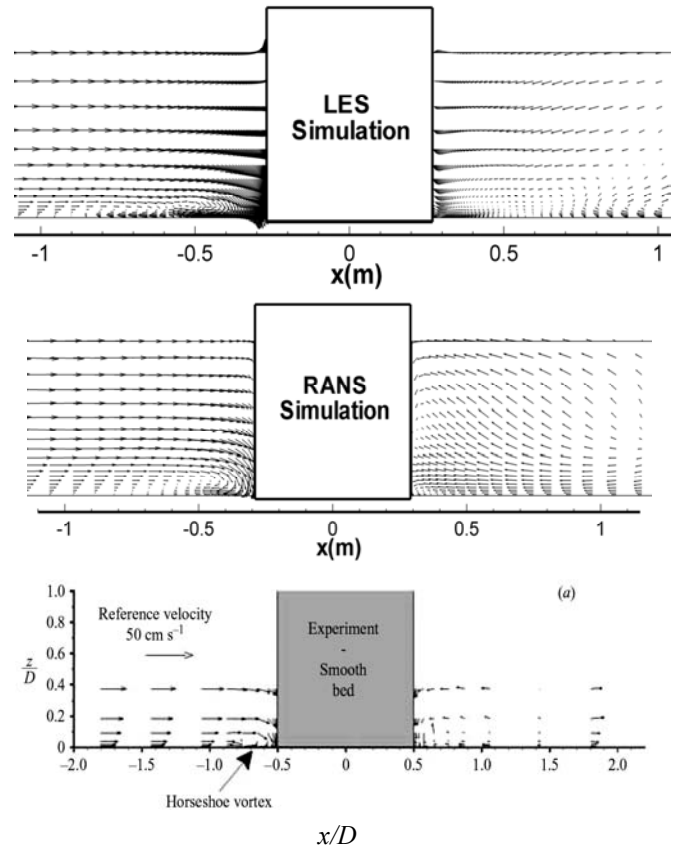 LES
Simulation
-1 -0.5 0 0.5 1
x(m)
RANS
Simulation
-1 -0.5 0 0.5 1
x(m)
1.0
(a)
Reference velocity
50 cm s⁻¹
Experiment
-
Smooth
bed
0.8
0.6
z/D
0.4
0.2
0
–2.0 –1.5 –1.0 –0.5 0 0.5 1.0 1.5 2.0
Horseshoe vortex
x/D